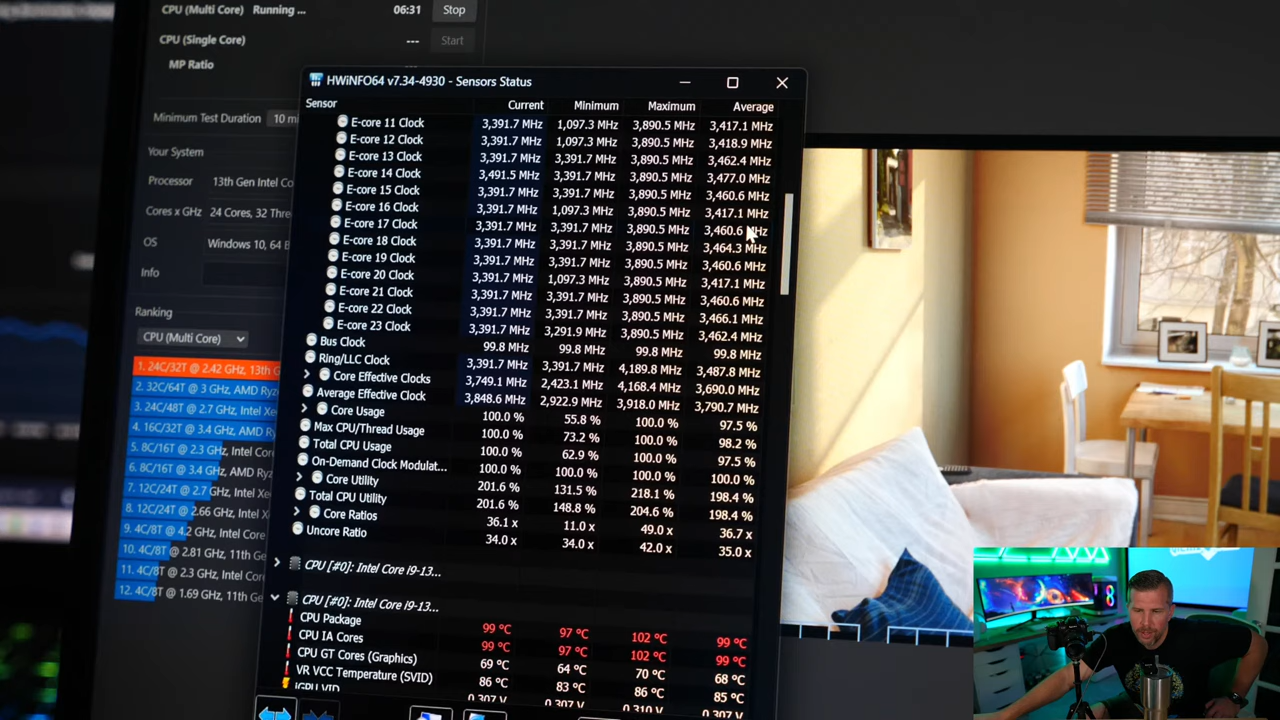 CPU (Multi Core) Running ... 06:31 Stop
CPU (Single Core) --- Start
MP Ratio
Minimum Test Duration 10 mi
Your System
Processor 13th Gen Intel Co
Cores x GHz 24 Cores, 32 Thre
OS Windows 10, 64 B
Info
Ranking
CPU (Multi Core)
1. 24C/32T @ 2.42 GHz, 13th G
2. 32C/64T @ 3 GHz, AMD Ryz
3. 24C/48T @ 2.7 GHz, Intel Xe
4. 16C/32T @ 3.4 GHz, AMD R
5. 8C/16T @ 2.3 GHz, Intel Cor
6. 8C/16T @ 3.4 GHz, AMD Ryz
7. 12C/24T @ 2.7 GHz, Intel Xe
8. 12C/24T @ 2.66 GHz, Intel Xe
9. 4C/8T @ 4.2 GHz, Intel Core
10. 4C/8T @ 2.81 GHz, 11th Ge
11. 4C/8T @ 2.3 GHz, Intel Core
12. 4C/8T @ 1.69 GHz, 11th Ge
HWiNFO64 v7.34-4930 - Sensors Status
Sensor Current Minimum Maximum Average
E-core 11 Clock 3,391.7 MHz 1,097.3 MHz 3,890.5 MHz 3,417.1 MHz
E-core 12 Clock 3,391.7 MHz 1,097.3 MHz 3,890.5 MHz 3,418.9 MHz
E-core 13 Clock 3,391.7 MHz 3,391.7 MHz 3,890.5 MHz 3,462.4 MHz
E-core 14 Clock 3,491.5 MHz 3,391.7 MHz 3,890.5 MHz 3,477.0 MHz
E-core 15 Clock 3,391.7 MHz 3,391.7 MHz 3,890.5 MHz 3,460.6 MHz
E-core 16 Clock 3,391.7 MHz 1,097.3 MHz 3,890.5 MHz 3,417.1 MHz
E-core 17 Clock 3,391.7 MHz 3,391.7 MHz 3,890.5 MHz 3,460.6 MHz
E-core 18 Clock 3,391.7 MHz 3,391.7 MHz 3,890.5 MHz 3,464.3 MHz
E-core 19 Clock 3,391.7 MHz 3,391.7 MHz 3,890.5 MHz 3,460.6 MHz
E-core 20 Clock 3,391.7 MHz 1,097.3 MHz 3,890.5 MHz 3,417.1 MHz
E-core 21 Clock 3,391.7 MHz 3,391.7 MHz 3,890.5 MHz 3,460.6 MHz
E-core 22 Clock 3,391.7 MHz 3,391.7 MHz 3,890.5 MHz 3,466.1 MHz
E-core 23 Clock 3,391.7 MHz 3,291.9 MHz 3,890.5 MHz 3,462.4 MHz
Bus Clock 99.8 MHz 99.8 MHz 99.8 MHz 99.8 MHz
Ring/LLC Clock 3,391.7 MHz 3,391.7 MHz 4,189.8 MHz 3,487.8 MHz
Core Effective Clocks 3,749.1 MHz 2,423.1 MHz 4,168.4 MHz 3,690.0 MHz
Average Effective Clock 3,848.6 MHz 2,922.9 MHz 3,918.0 MHz 3,790.7 MHz
Core Usage 100.0 % 55.8 % 100.0 % 97.5 %
Max CPU/Thread Usage 100.0 % 73.2 % 100.0 % 98.2 %
Total CPU Usage 100.0 % 62.9 % 100.0 % 97.5 %
On-Demand Clock Modulat... 100.0 % 100.0 % 100.0 % 100.0 %
Core Utility 201.6 % 131.5 % 218.1 % 198.4 %
Total CPU Utility 201.6 % 148.8 % 204.6 % 198.4 %
Core Ratios 36.1 x 11.0 x 49.0 x 36.7 x
Uncore Ratio 34.0 x 34.0 x 42.0 x 35.0 x
CPU [#0]: Intel Core i9-13...
CPU [#0]: Intel Core i9-13...
CPU Package 99 °C 97 °C 102 °C 99 °C
CPU IA Cores 99 °C 97 °C 102 °C 99 °C
CPU GT Cores (Graphics) 69 °C 64 °C 70 °C 68 °C
VR VCC Temperature (SVID) 86 °C 83 °C 86 °C 85 °C
iGPU VID 0.307 V 0.307 V 0.310 V 0.307 V